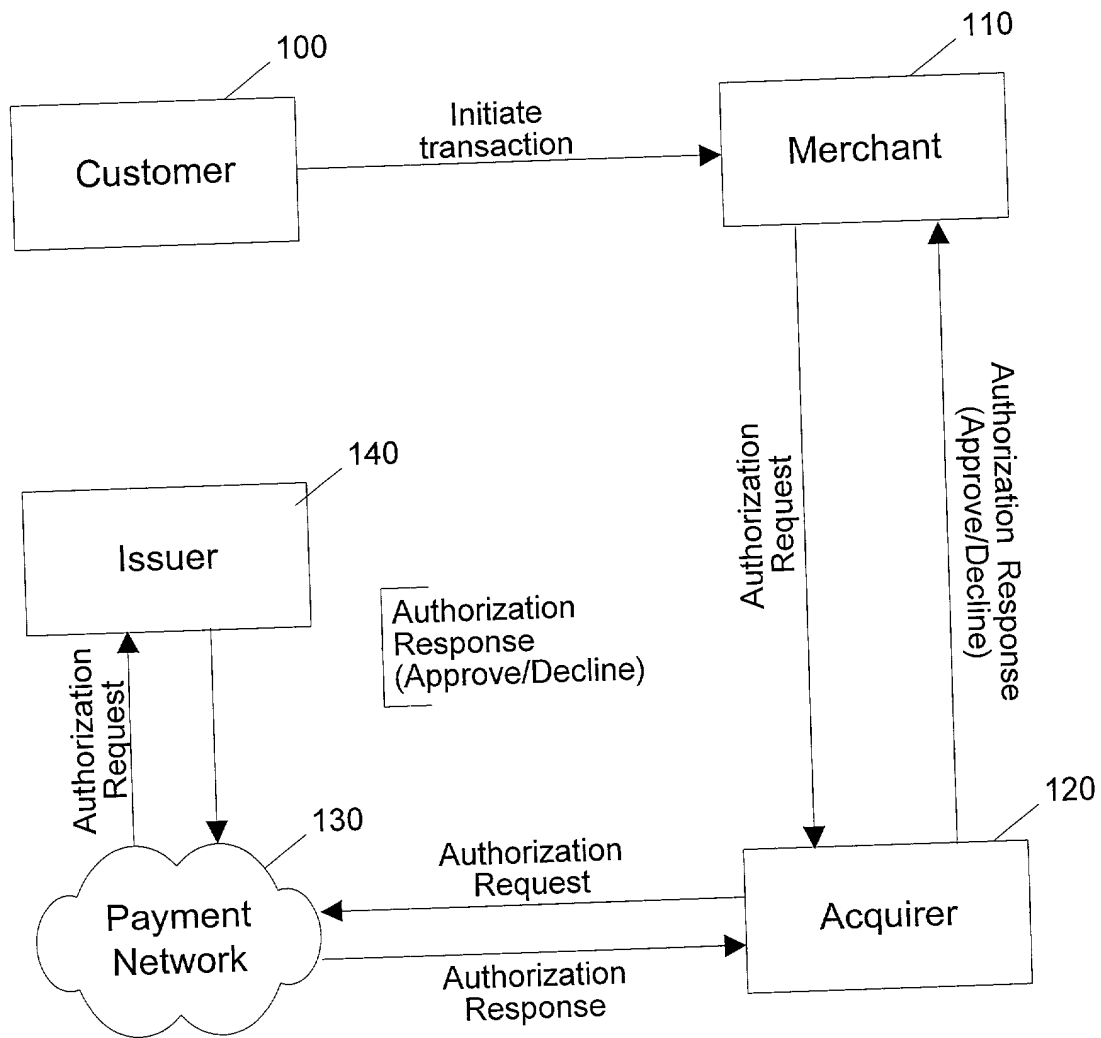 100
110
Customer
Initiate
transaction
Merchant
140
Issuer
Authorization
Request
Authorization Response
(Approve/Decline)
Authorization
Response
(Approve/Decline)
Authorization
Request
130
120
Payment
Network
Authorization
Request
Acquirer
Authorization
Response